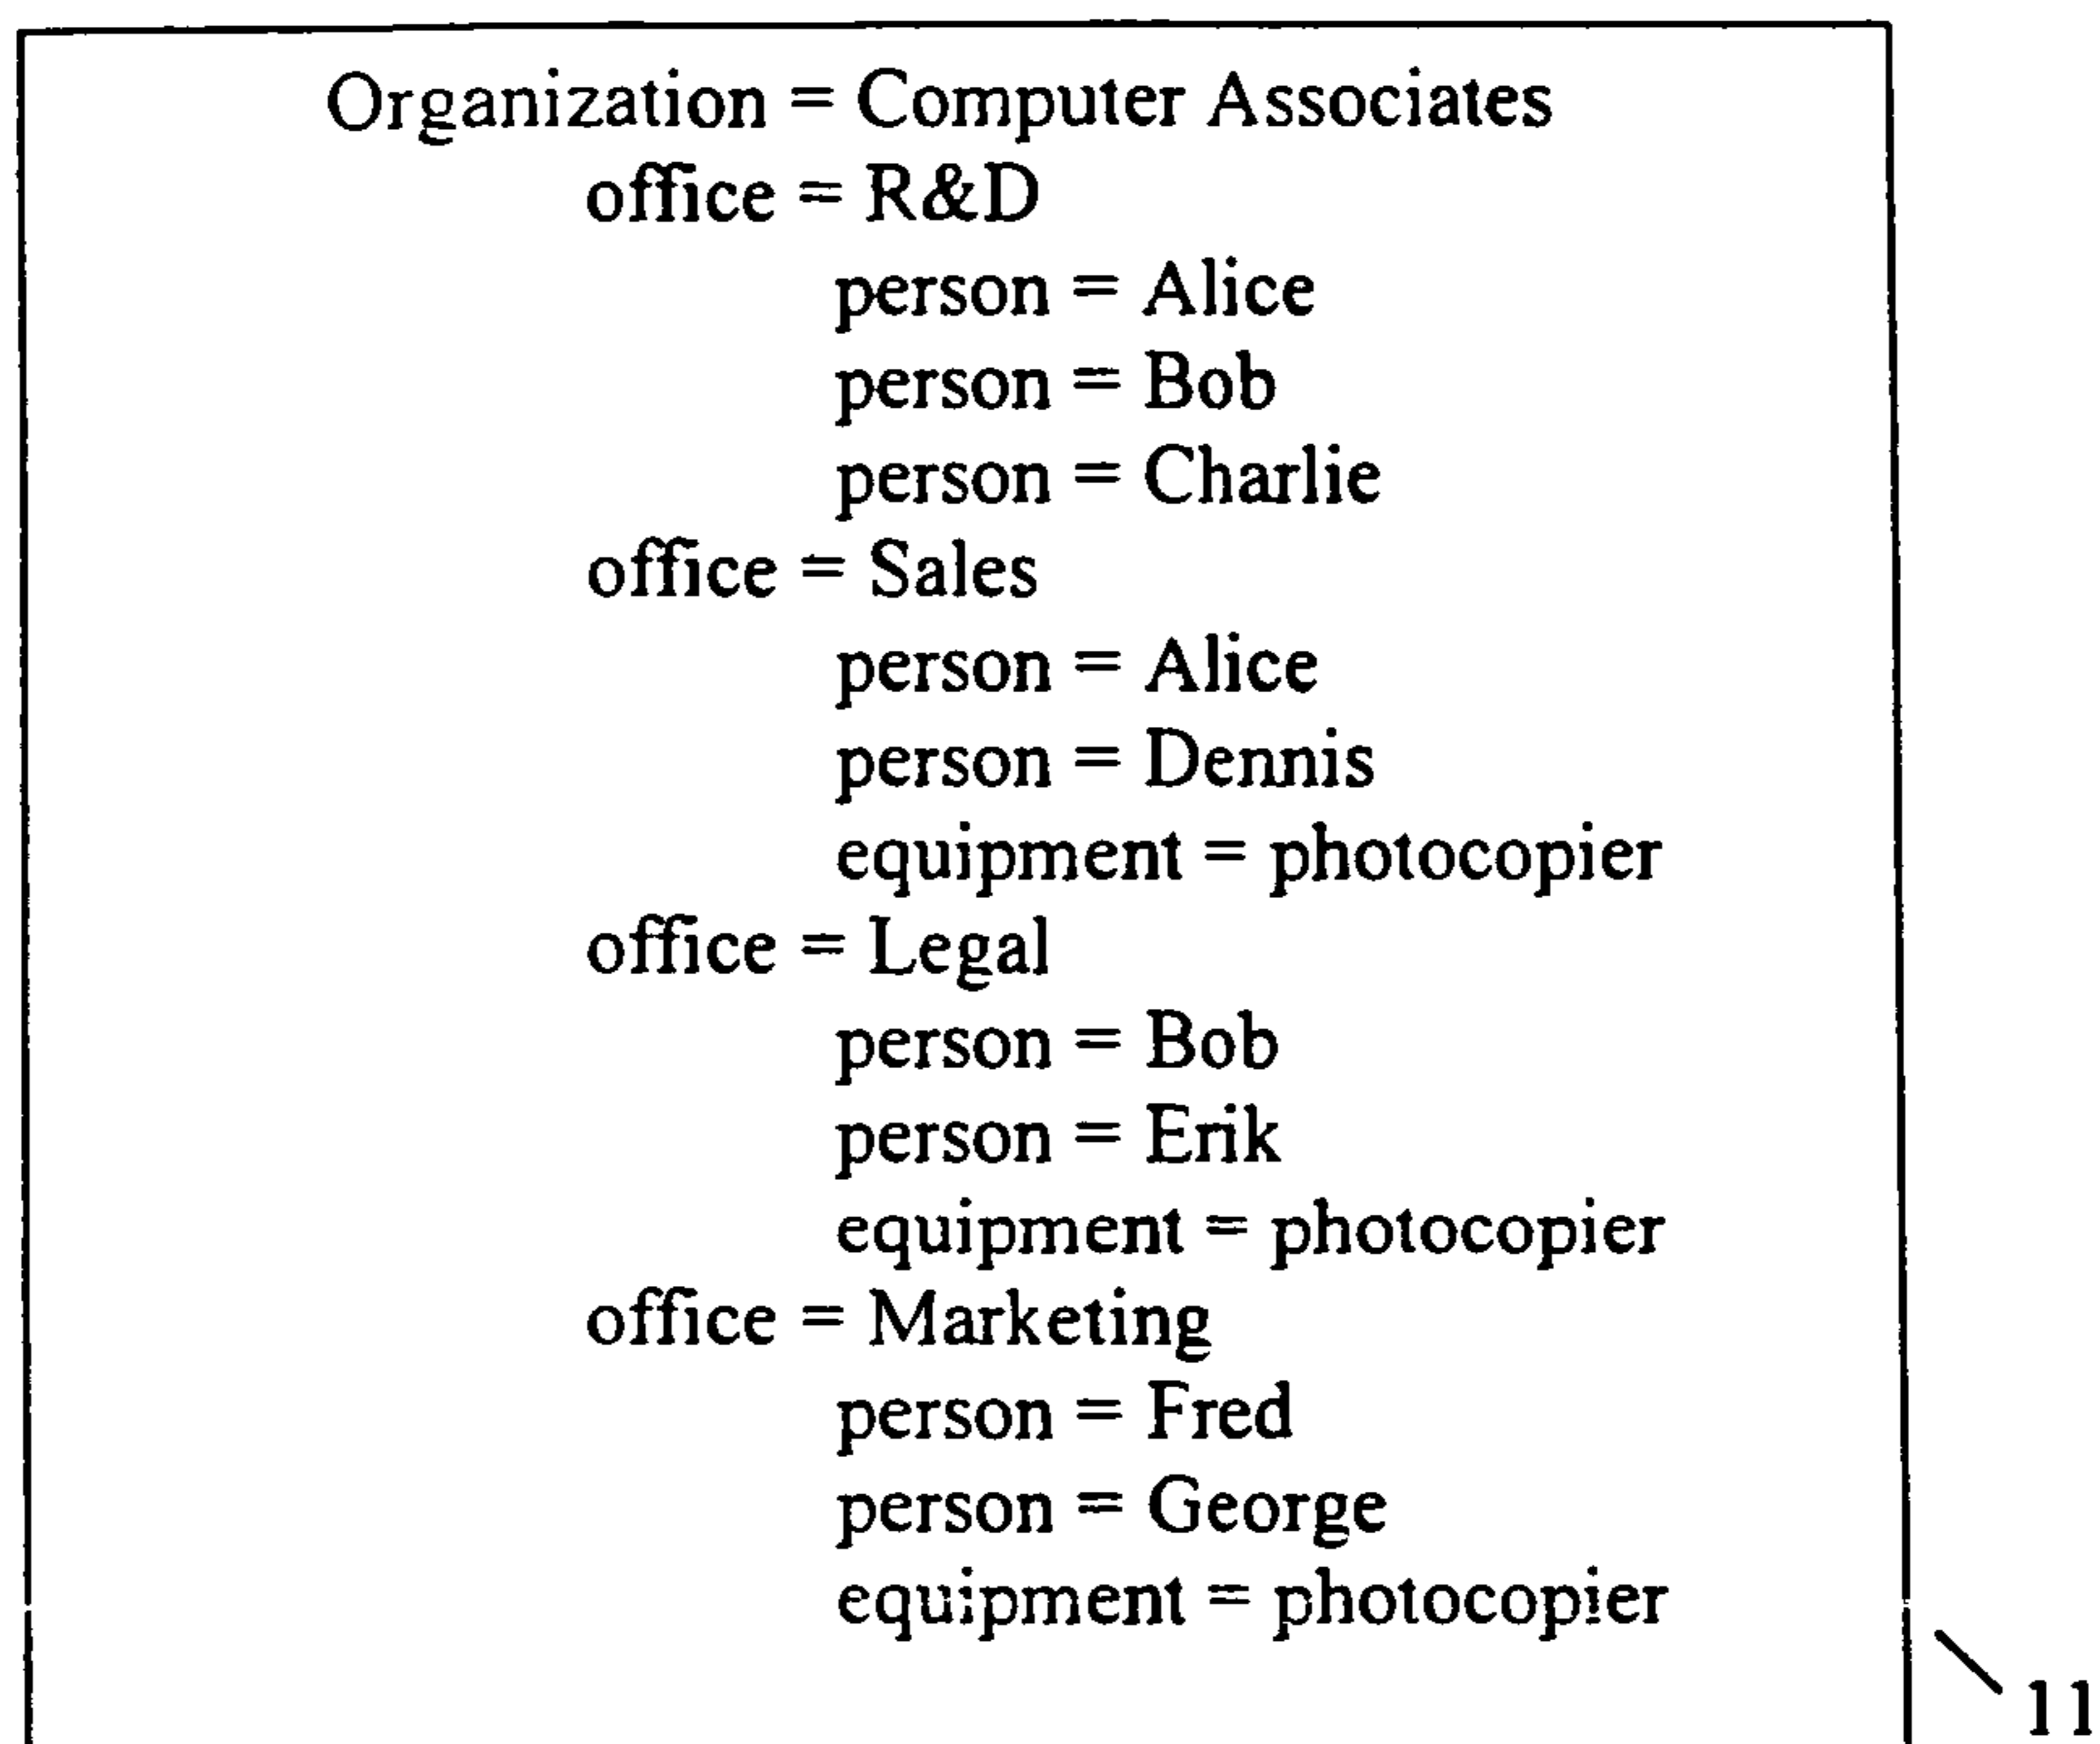 Organization = Computer Associates
office = R&D
person = Alice
person = Bob
person = Charlie
office = Sales
person = Alice
person = Dennis
equipment = photocopier
office = Legal
person = Bob
person = Erik
equipment = photocopier
office = Marketing
person = Fred
person = George
equipment = photocopier
11